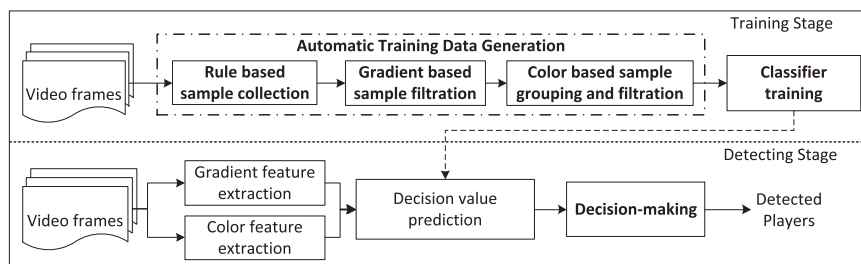 Training Stage
Automatic Training Data Generation
Video frames
Rule based
sample collection
Gradient based
sample filtration
Color based sample
grouping and filtration
Classifier
training
Detecting Stage
Video frames
Gradient feature
extraction
Color feature
extraction
Decision value
prediction
Decision-making
Detected
Players